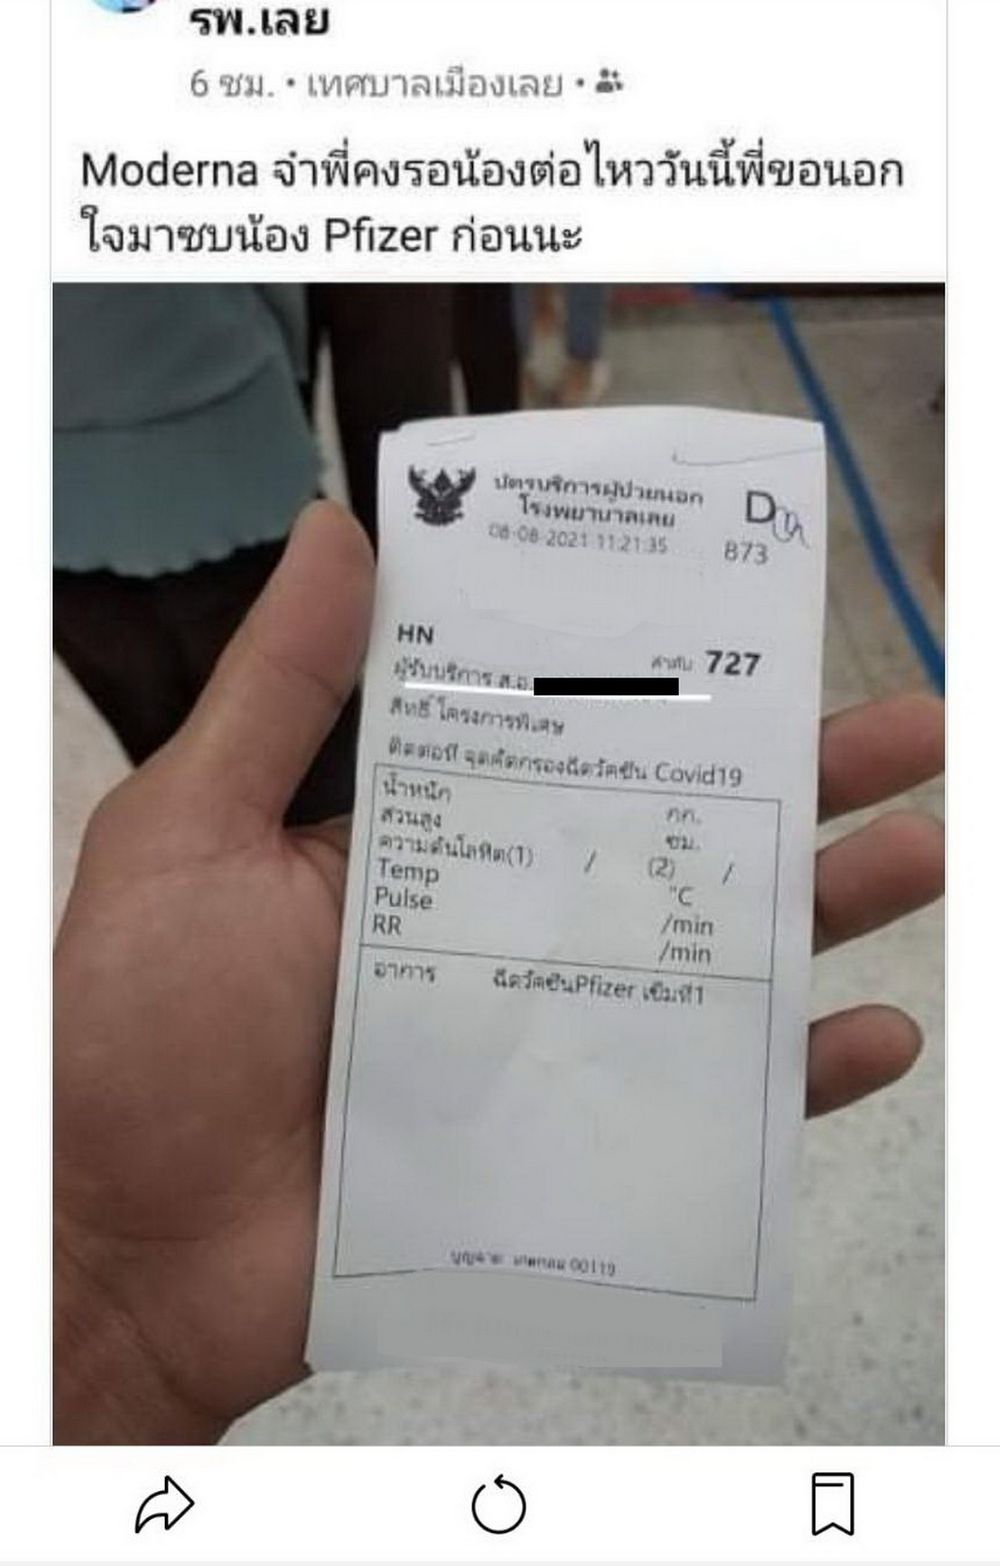 รพ.เลย
6 ชม. • เทศบาลเมืองเลย •
Moderna จ๋าพี่คงรอน้องต่อไหววันนี้พี่ขอนอก
ใจมาซบน้อง Pfizer ก่อนนะ
บัตรบริการผู้ป่วยนอก
โรงพยาบาลเลย
08-08-2021 11:21:35
D
873
HN
ลำดับ 727
ผู้รับบริการ ส.อ.
สิทธิ์ โครงการพิเศษ
ติดต่อที่ จุดคัดกรองฉีดวัคซีน Covid19
น้ำหนัก กก.
ส่วนสูง ซม.
ความดันโลหิต(1) / (2) /
Temp °C
Pulse /min
RR /min
อาการ ฉีดวัคซีนPfizer เข็มที่1
00119